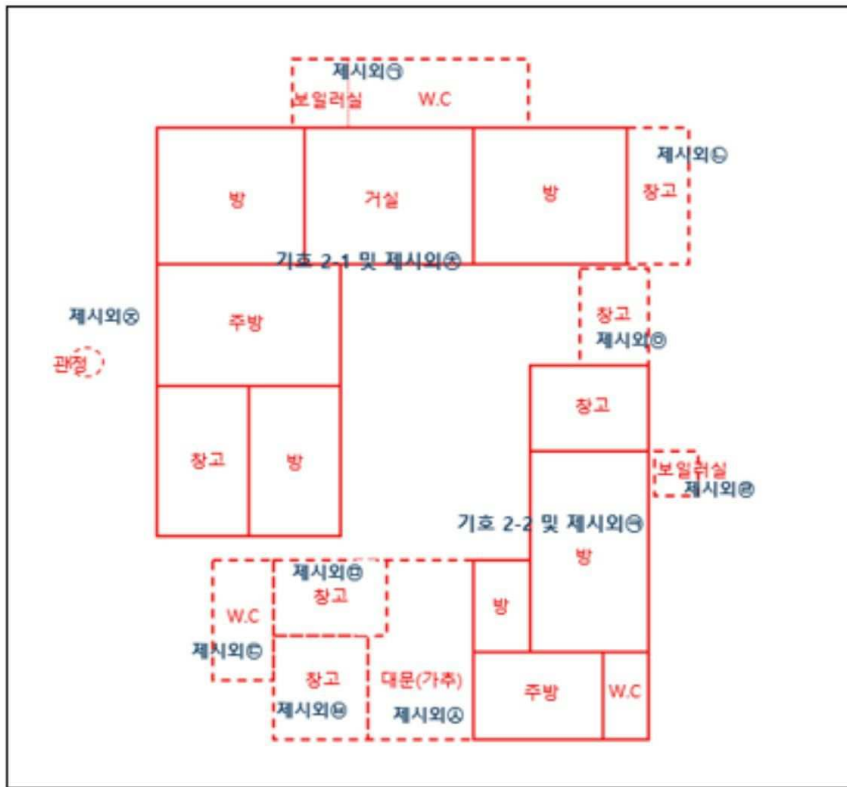 제시외㉠
보일러실 W.C
제시외㉡
방 거실 방 창고
기호 2-1 및 제시외
제시외
주방
창고
제시외㉧
관정
창고
창고 방
보일러실
제시외㉣
기호 2-2 및 제시외
방
제시외㉤
창고
방
W.C
제시외㉢
창고 대문(가추)
주방 W.C
제시외㉥
제시외㉦